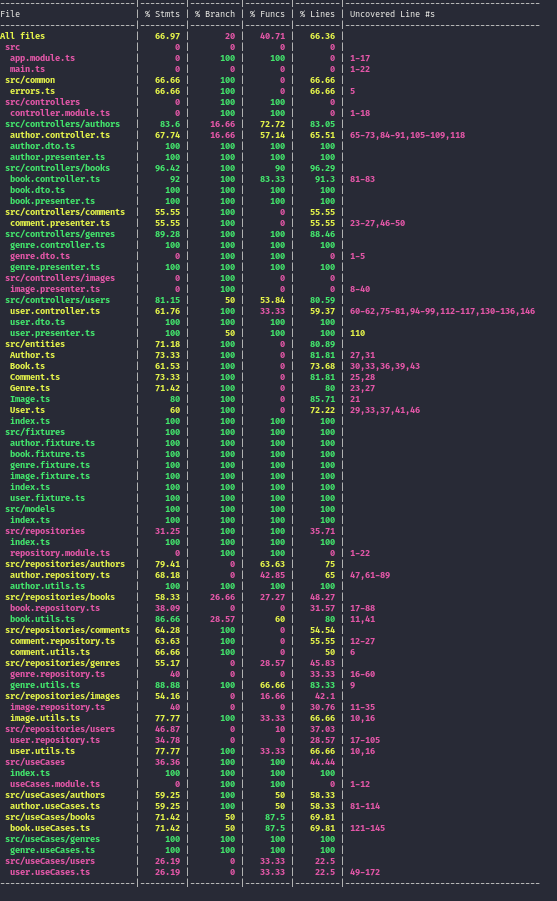 File | % Stmts | % Branch | % Funcs | % Lines | Uncovered Line #s
All files | 66.97 | 20 | 40.71 | 66.36 |
src | 0 | 100 | 0 | 0 |
app.module.ts | 0 | 100 | 100 | 0 | 1-17
main.ts | 0 | 100 | 0 | 0 | 1-22
src/common | 66.66 | 100 | 0 | 66.66 |
errors.ts | 66.66 | 100 | 0 | 66.66 | 5
src/controllers | 0 | 100 | 100 | 0 |
controller.module.ts | 0 | 100 | 100 | 0 | 1-18
src/controllers/authors | 83.6 | 16.66 | 72.72 | 83.05 |
author.controller.ts | 67.74 | 16.66 | 57.14 | 65.51 | 65-73,84-91,105-109,118
author.dto.ts | 100 | 100 | 100 | 100 |
author.presenter.ts | 100 | 100 | 100 | 100 |
src/controllers/books | 96.42 | 100 | 90 | 96.29 |
book.controller.ts | 92 | 100 | 83.33 | 91.3 | 81-83
book.dto.ts | 100 | 100 | 100 | 100 |
book.presenter.ts | 100 | 100 | 100 | 100 |
src/controllers/comments | 55.55 | 100 | 0 | 55.55 |
comment.presenter.ts | 55.55 | 100 | 0 | 55.55 | 23-27,46-50
src/controllers/genres | 89.28 | 100 | 100 | 88.46 |
genre.controller.ts | 100 | 100 | 100 | 100 |
genre.dto.ts | 0 | 100 | 100 | 0 | 1-5
genre.presenter.ts | 100 | 100 | 100 | 100 |
src/controllers/images | 0 | 100 | 0 | 0 |
image.presenter.ts | 0 | 100 | 0 | 0 | 8-40
src/controllers/users | 81.15 | 50 | 53.84 | 80.59 |
user.controller.ts | 61.76 | 100 | 33.33 | 59.37 | 60-62,75-81,94-99,112-117,130-136,146
user.dto.ts | 100 | 100 | 100 | 100 |
user.presenter.ts | 100 | 50 | 100 | 100 | 110
src/entities | 71.18 | 100 | 0 | 80.89 |
Author.ts | 73.33 | 100 | 0 | 81.81 | 27,31
Book.ts | 61.53 | 100 | 0 | 73.68 | 30,33,36,39,43
Comment.ts | 73.33 | 100 | 0 | 81.81 | 25,28
Genre.ts | 71.42 | 100 | 0 | 80 | 23,27
Image.ts | 80 | 100 | 0 | 85.71 | 21
User.ts | 60 | 100 | 0 | 72.22 | 29,33,37,41,46
index.ts | 100 | 100 | 100 | 100 |
src/fixtures | 100 | 100 | 100 | 100 |
author.fixture.ts | 100 | 100 | 100 | 100 |
book.fixture.ts | 100 | 100 | 100 | 100 |
genre.fixture.ts | 100 | 100 | 100 | 100 |
image.fixture.ts | 100 | 100 | 100 | 100 |
index.ts | 100 | 100 | 100 | 100 |
user.fixture.ts | 100 | 100 | 100 | 100 |
src/models | 100 | 100 | 100 | 100 |
index.ts | 100 | 100 | 100 | 100 |
src/repositories | 31.25 | 100 | 100 | 35.71 |
index.ts | 100 | 100 | 100 | 100 |
repository.module.ts | 0 | 100 | 100 | 0 | 1-22
src/repositories/authors | 79.41 | 100 | 63.63 | 75 |
author.repository.ts | 68.18 | 100 | 42.85 | 65 | 47,61-89
author.utils.ts | 100 | 100 | 100 | 100 |
src/repositories/books | 58.33 | 26.66 | 27.27 | 48.27 |
book.repository.ts | 38.09 | 0 | 0 | 31.57 | 17-88
book.utils.ts | 86.66 | 28.57 | 60 | 80 | 11,41
src/repositories/comments | 64.28 | 100 | 0 | 54.54 |
comment.repository.ts | 63.63 | 100 | 0 | 55.55 | 12-27
comment.utils.ts | 66.66 | 100 | 0 | 50 | 6
src/repositories/genres | 55.17 | 0 | 28.57 | 45.83 |
genre.repository.ts | 40 | 0 | 0 | 33.33 | 16-60
genre.utils.ts | 88.88 | 100 | 66.66 | 83.33 | 9
src/repositories/images | 54.16 | 0 | 16.66 | 42.1 |
image.repository.ts | 40 | 0 | 0 | 30.76 | 11-35
image.utils.ts | 77.77 | 100 | 33.33 | 66.66 | 10,16
src/repositories/users | 46.87 | 0 | 10 | 37.03 |
user.repository.ts | 34.78 | 0 | 0 | 28.57 | 17-105
user.utils.ts | 77.77 | 100 | 33.33 | 66.66 | 10,16
src/useCases | 36.36 | 100 | 100 | 44.44 |
index.ts | 100 | 100 | 100 | 100 |
useCases.module.ts | 0 | 100 | 100 | 0 | 1-12
src/useCases/authors | 59.25 | 100 | 50 | 58.33 |
author.useCases.ts | 59.25 | 100 | 50 | 58.33 | 81-114
src/useCases/books | 71.42 | 50 | 87.5 | 69.81 |
book.useCases.ts | 71.42 | 50 | 87.5 | 69.81 | 121-145
src/useCases/genres | 100 | 100 | 100 | 100 |
genre.useCases.ts | 100 | 100 | 100 | 100 |
src/useCases/users | 26.19 | 0 | 33.33 | 22.5 |
user.useCases.ts | 26.19 | 0 | 33.33 | 22.5 | 49-172